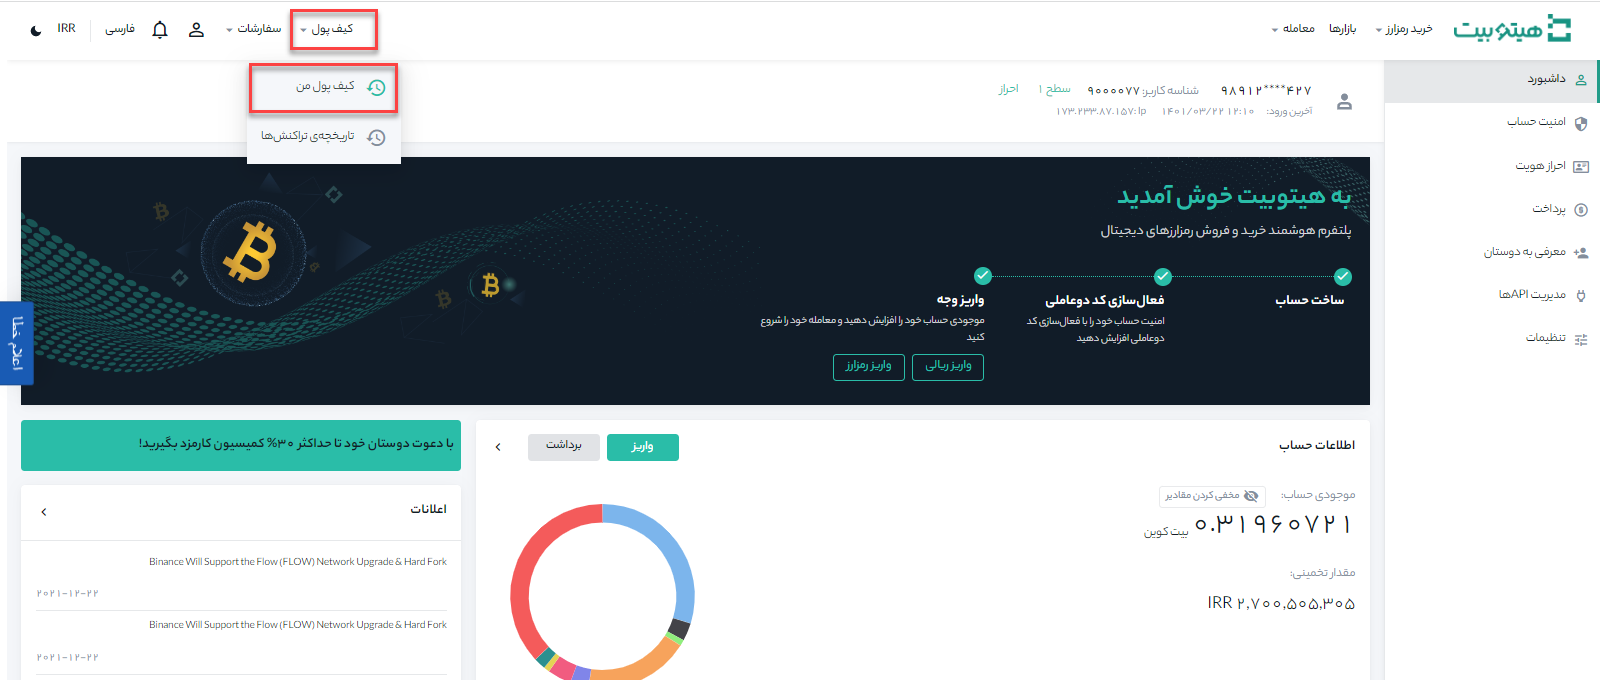 هیتوبیت
خرید رمزارز
بازارها
معامله
کیف پول
سفارشات
فارسی
IRR
کیف پول من
تاریخچه‌ی تراکنش‌ها
داشبورد
امنیت حساب
احراز هویت
پرداخت
معرفی به دوستان
مدیریت APIها
تنظیمات
۹۸۹۱۲****۴۲۷
شناسه کاربر: ۹۰۰۰۰۷۷
سطح ۱
احراز
آخرین ورود: ۱۴۰۱/۰۳/۲۲ ۱۲:۱۰
Ip :۱۷۳.۲۳۳.۸۷.۱۵۷
به هیتوبیت خوش آمدید
پلتفرم هوشمند خرید و فروش رمزارزهای دیجیتال
ساخت حساب
فعال‌سازی کد دوعاملی
امنیت حساب خود را با فعال‌سازی کد
دوعاملی افزایش دهید
واریز وجه
موجودی حساب خود را افزایش دهید و معامله خود را شروع
کنید
واریز ریالی
واریز رمزارز
اعلام خطا
اطلاعات حساب
واریز
برداشت
موجودی حساب:
مخفی کردن مقادیر
۰.۳۱۹۶۰۷۲۱ بیت کوین
مقدار تخمینی:
IRR ۲,۷۰۰,۵۰۵,۳۰۵
با دعوت دوستان خود تا حداکثر ۳۰% کمیسیون کارمزد بگیرید!
اعلانات
Binance Will Support the Flow (FLOW) Network Upgrade & Hard Fork
۲۰۲۱-۱۲-۲۲
Binance Will Support the Flow (FLOW) Network Upgrade & Hard Fork
۲۰۲۱-۱۲-۲۲